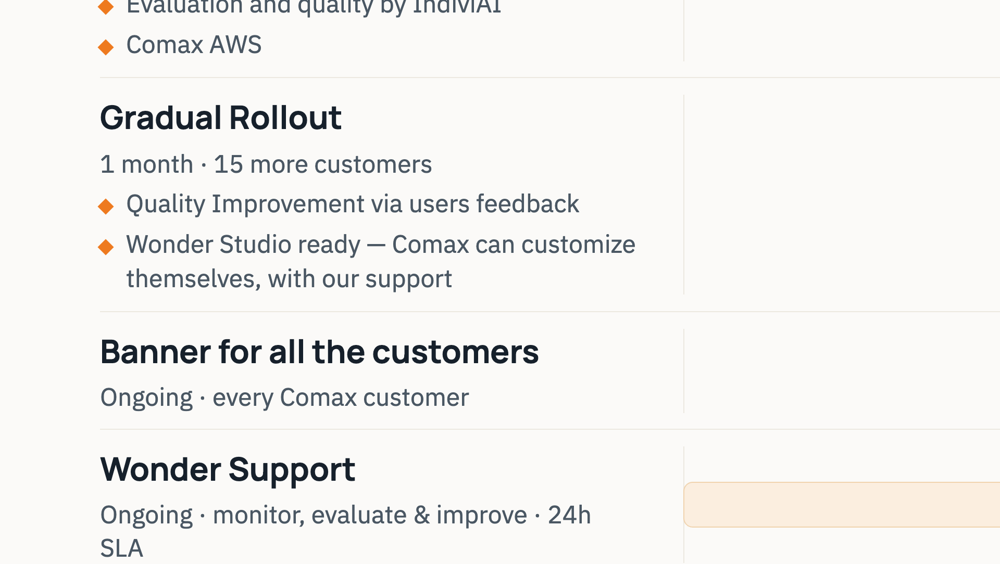 Evaluation and quality by IndivAI
Comax AWS
Gradual Rollout
1 month · 15 more customers
Quality Improvement via users feedback
Wonder Studio ready — Comax can customize
themselves, with our support
Banner for all the customers
Ongoing · every Comax customer
Wonder Support
Ongoing · monitor, evaluate & improve · 24h
SLA